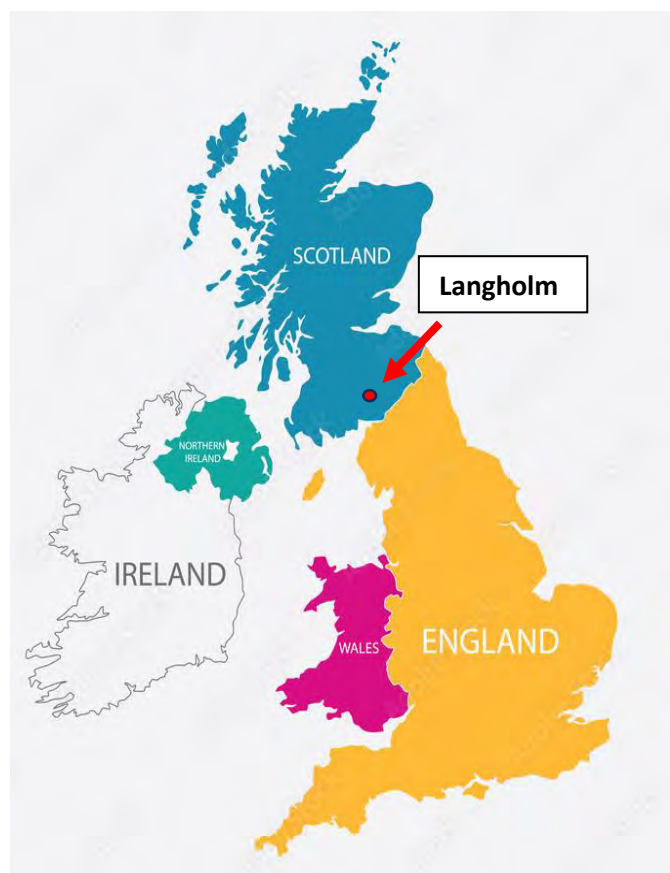 SCOTLAND
Langholm
NORTHERN
IRELAND
IRELAND
WALES
ENGLAND